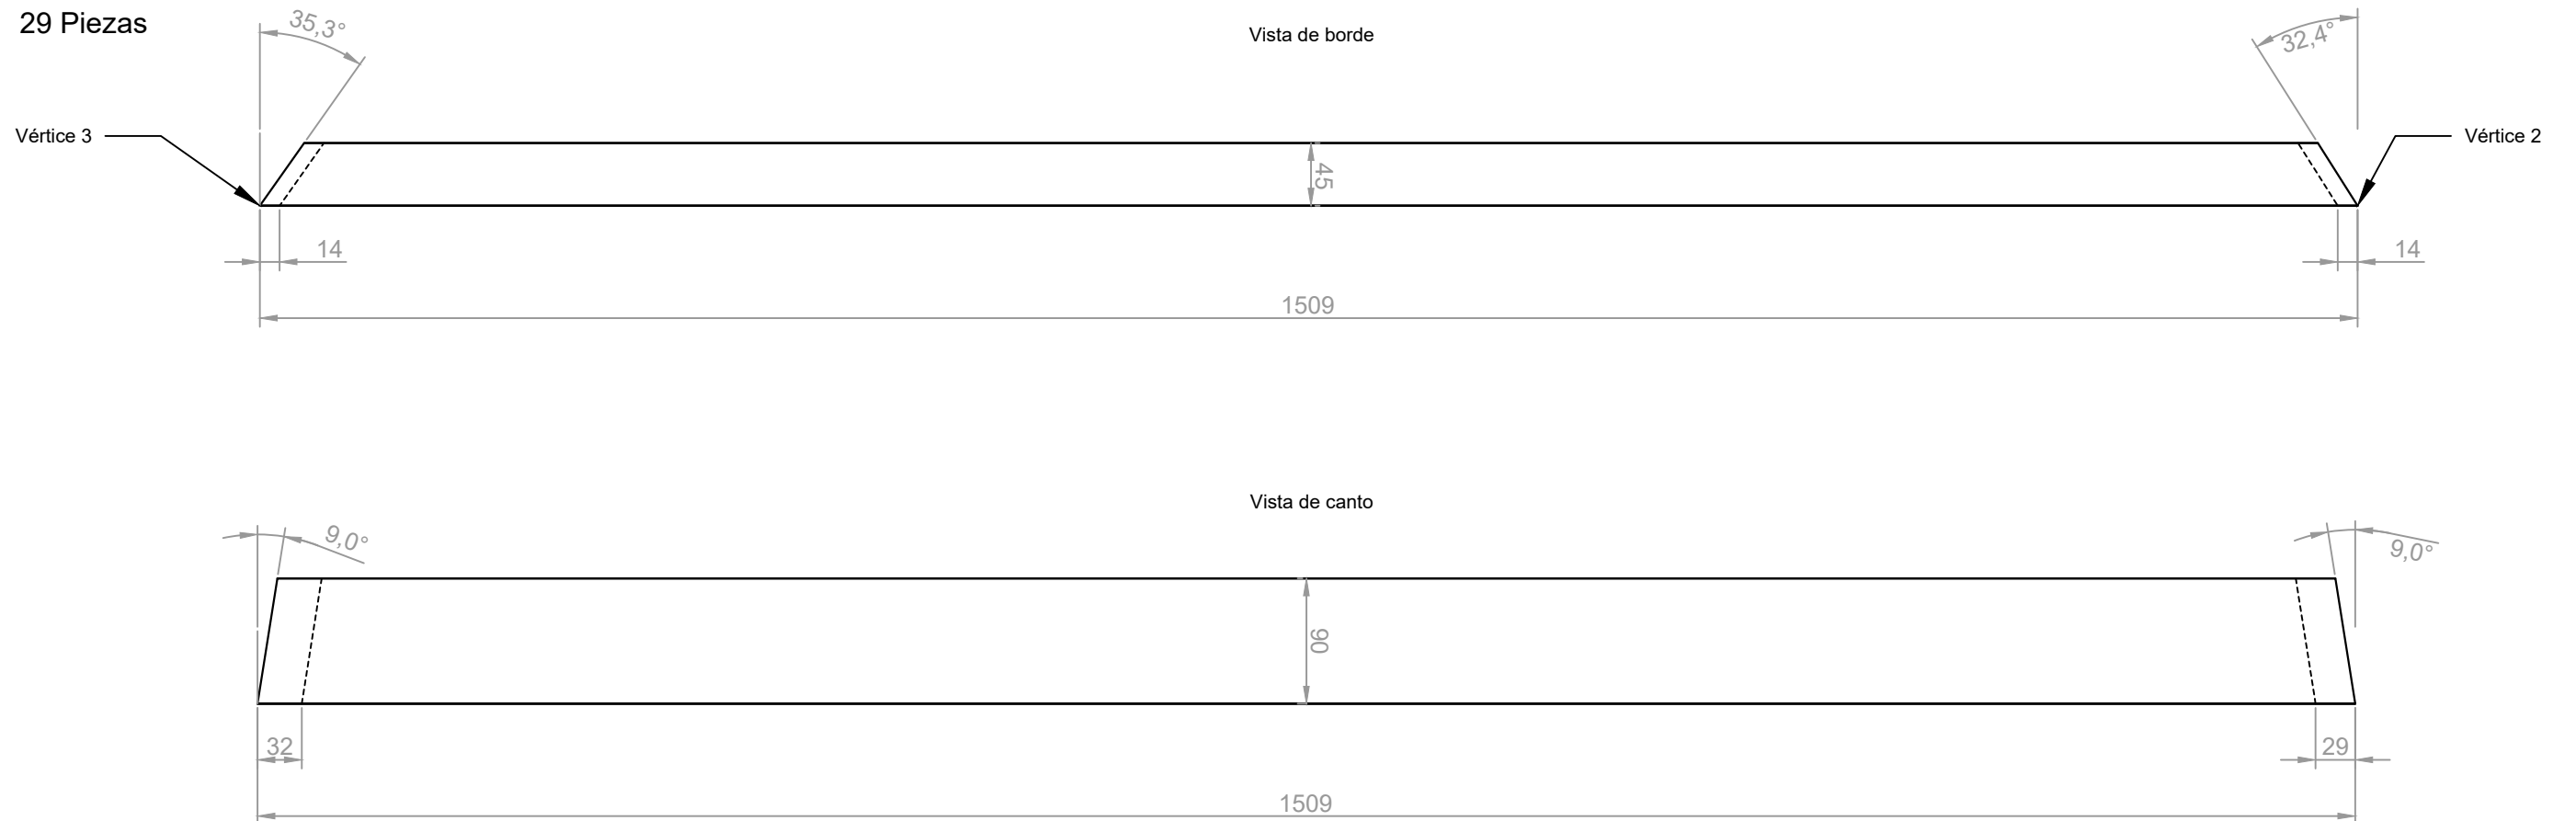 29 Piezas
35,3°
Vista de borde
32,4°
Vértice 3
Vértice 2
45
14
14
1509
Vista de canto
9,0°
9,0°
90
32
29
1509